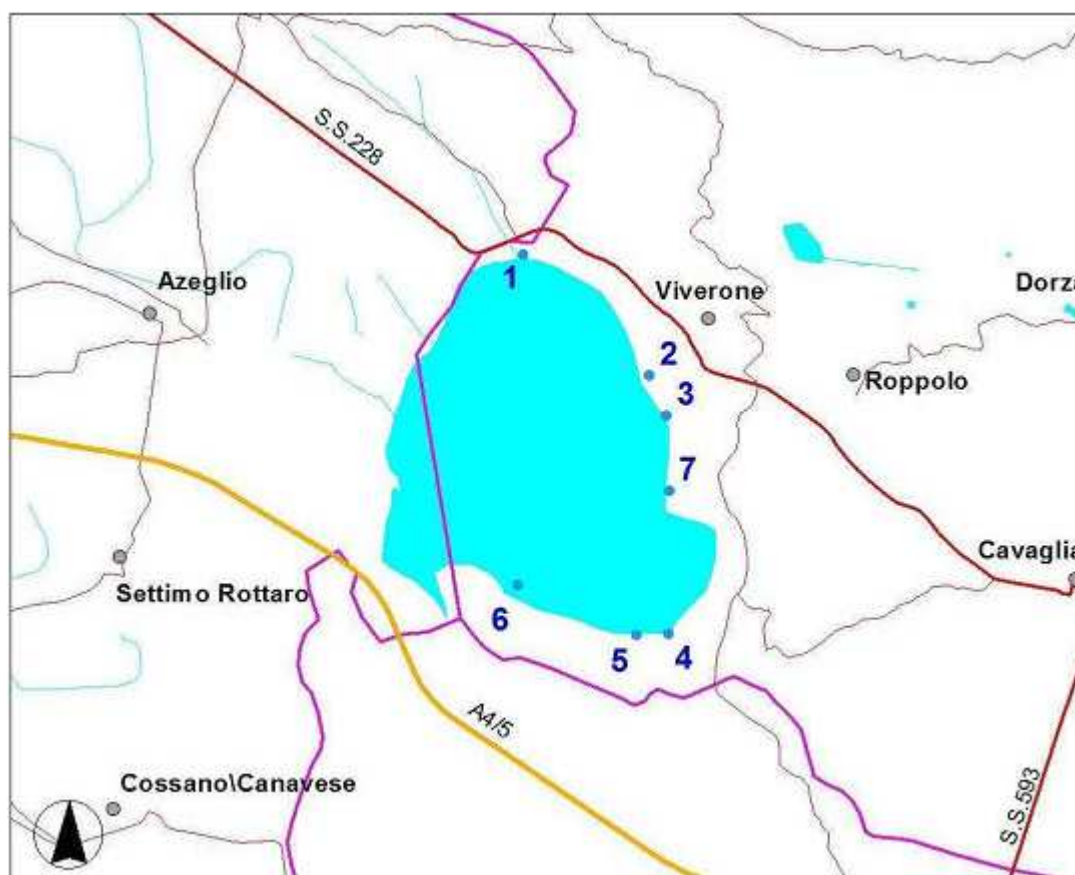 S.S.228
Azeglio
1
Viverone
Dorza
2
Roppolo
3
7
Cavaglia
Settimo Rottaro
6
5
4
A4/5
Cossano\Canavese
S.S.593